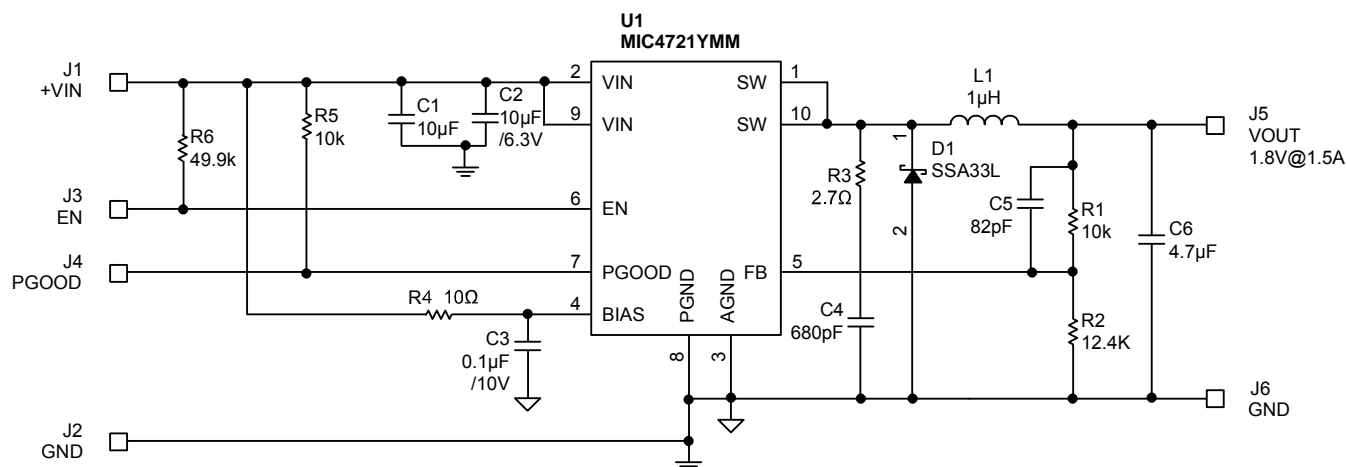 U1
MIC4721YMM
J1
+VIN
R6
49.9k
R5
10k
C1
10µF
C2
10µF
/6.3V
2
VIN
9
VIN
SW
1
SW
10
L1
1µH
J5
VOUT
1.8V@1.5A
1
D1
SSA33L
2
R3
2.7Ω
C5
82pF
R1
10k
C6
4.7µF
J3
EN
6
EN
J4
PGOOD
7
PGOOD
FB
5
R4 10Ω
4
BIAS
PGND
AGND
8
3
C3
0.1µF
/10V
C4
680pF
R2
12.4K
J6
GND
J2
GND